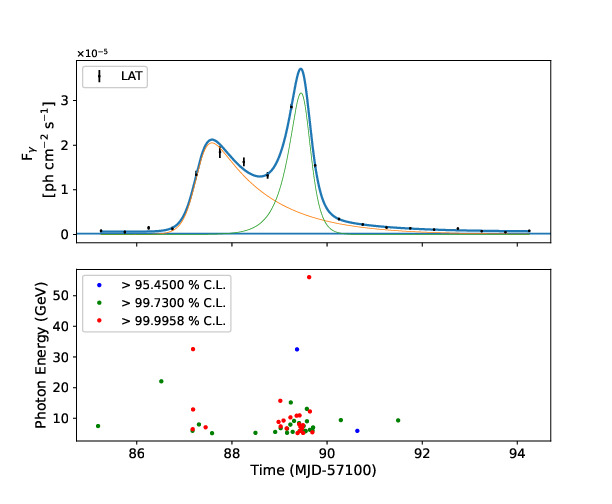 ×10⁻⁵
LAT
3
2
1
0
Fγ
[ph cm⁻² s⁻¹]
> 95.4500 % C.L.
> 99.7300 % C.L.
> 99.9958 % C.L.
50
40
30
20
10
Photon Energy (GeV)
86 88 90 92 94
Time (MJD-57100)